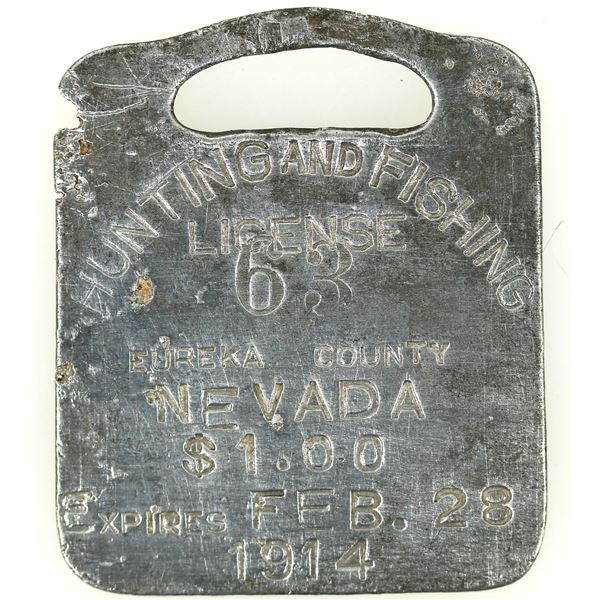 HUNTING AND FISHING
LICENSE
63
EUREKA COUNTY
NEVADA
$1.00
EXPIRES FEB. 28
1914